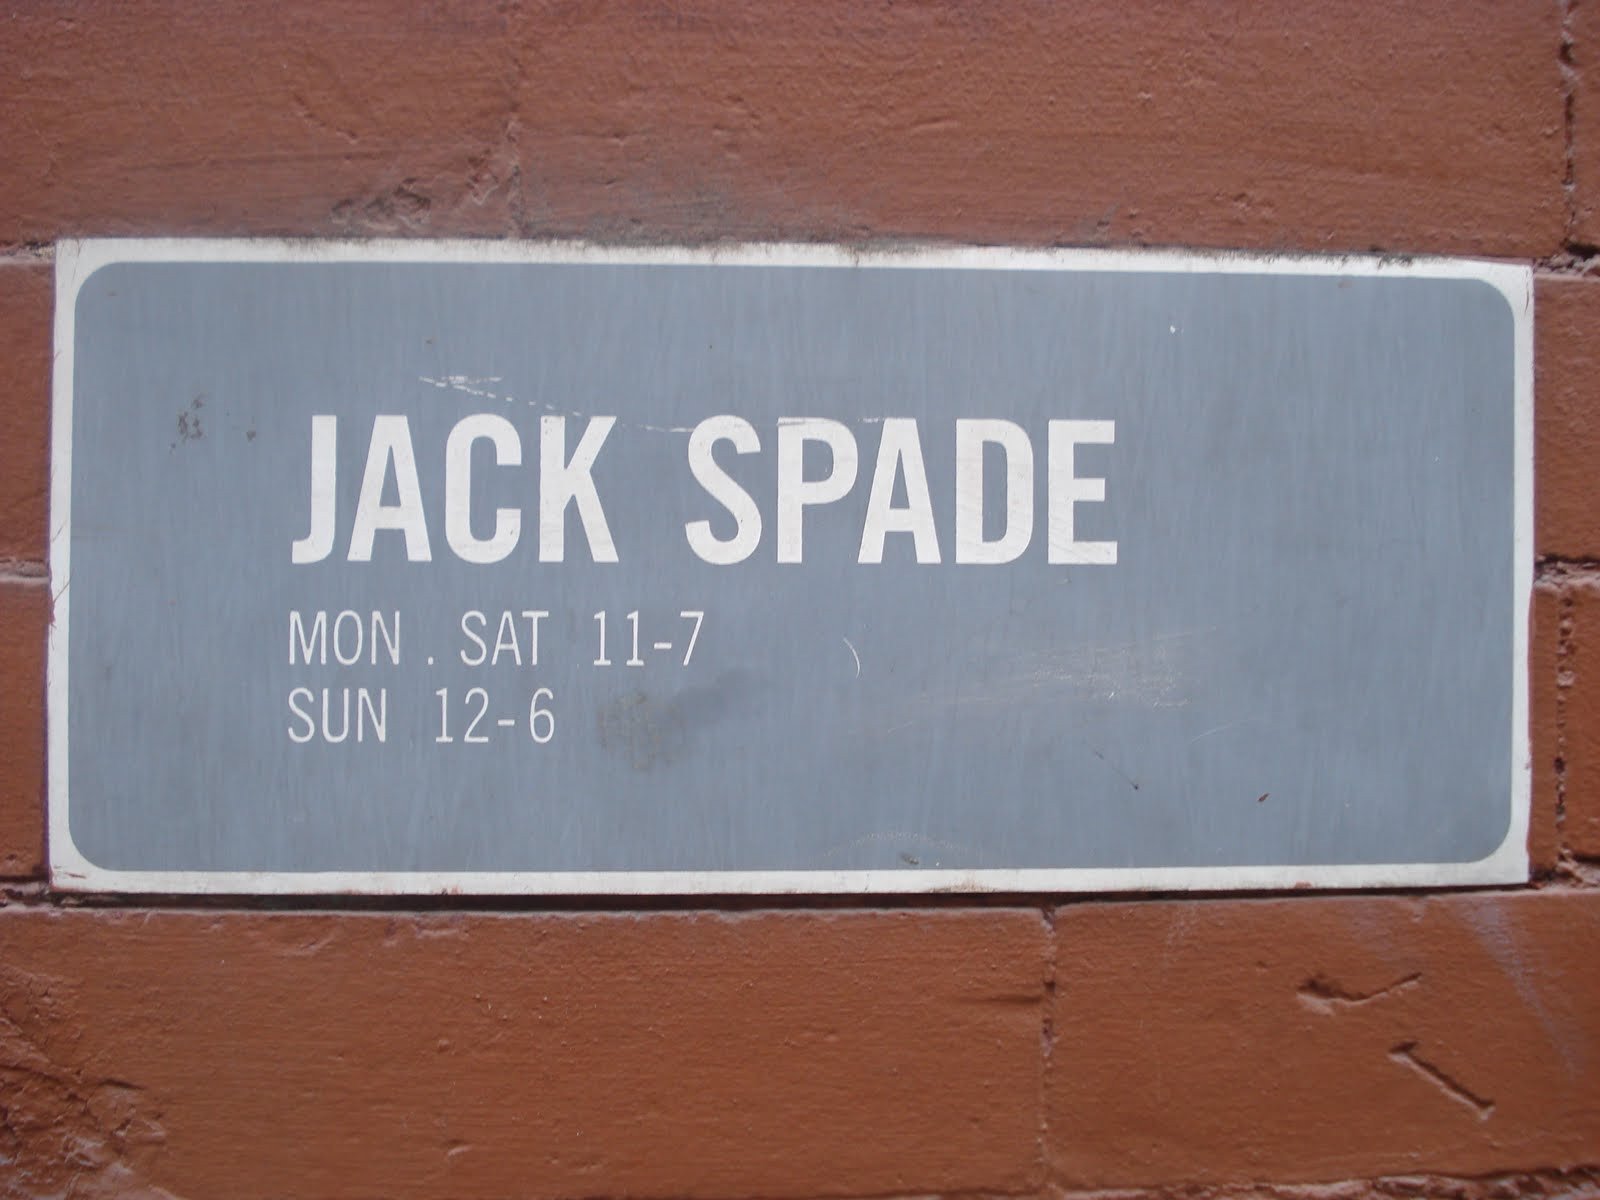 JACK SPADE
MON . SAT 11-7
SUN 12-6